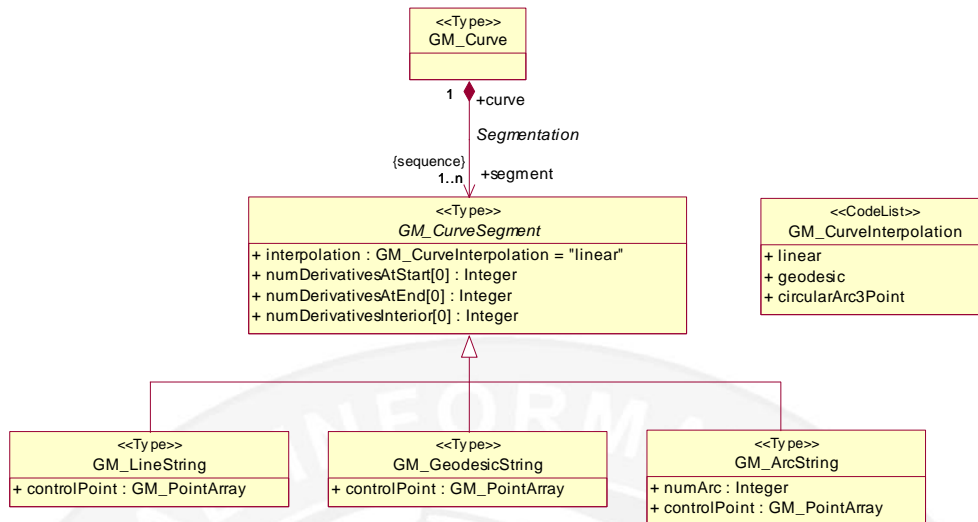 <<Type>>
GM_Curve
1
+curve
Segmentation
{sequence}
1..n
+segment
<<Type>>
GM_CurveSegment
+ interpolation : GM_CurveInterpolation = "linear"
+ numDerivativesAtStart[0] : Integer
+ numDerivativesAtEnd[0] : Integer
+ numDerivativesInterior[0] : Integer
<<CodeList>>
GM_CurveInterpolation
+ linear
+ geodesic
+ circularArc3Point
<<Type>>
GM_LineString
+ controlPoint : GM_PointArray
<<Type>>
GM_GeodesicString
+ controlPoint : GM_PointArray
<<Type>>
GM_ArcString
+ numArc : Integer
+ controlPoint : GM_PointArray